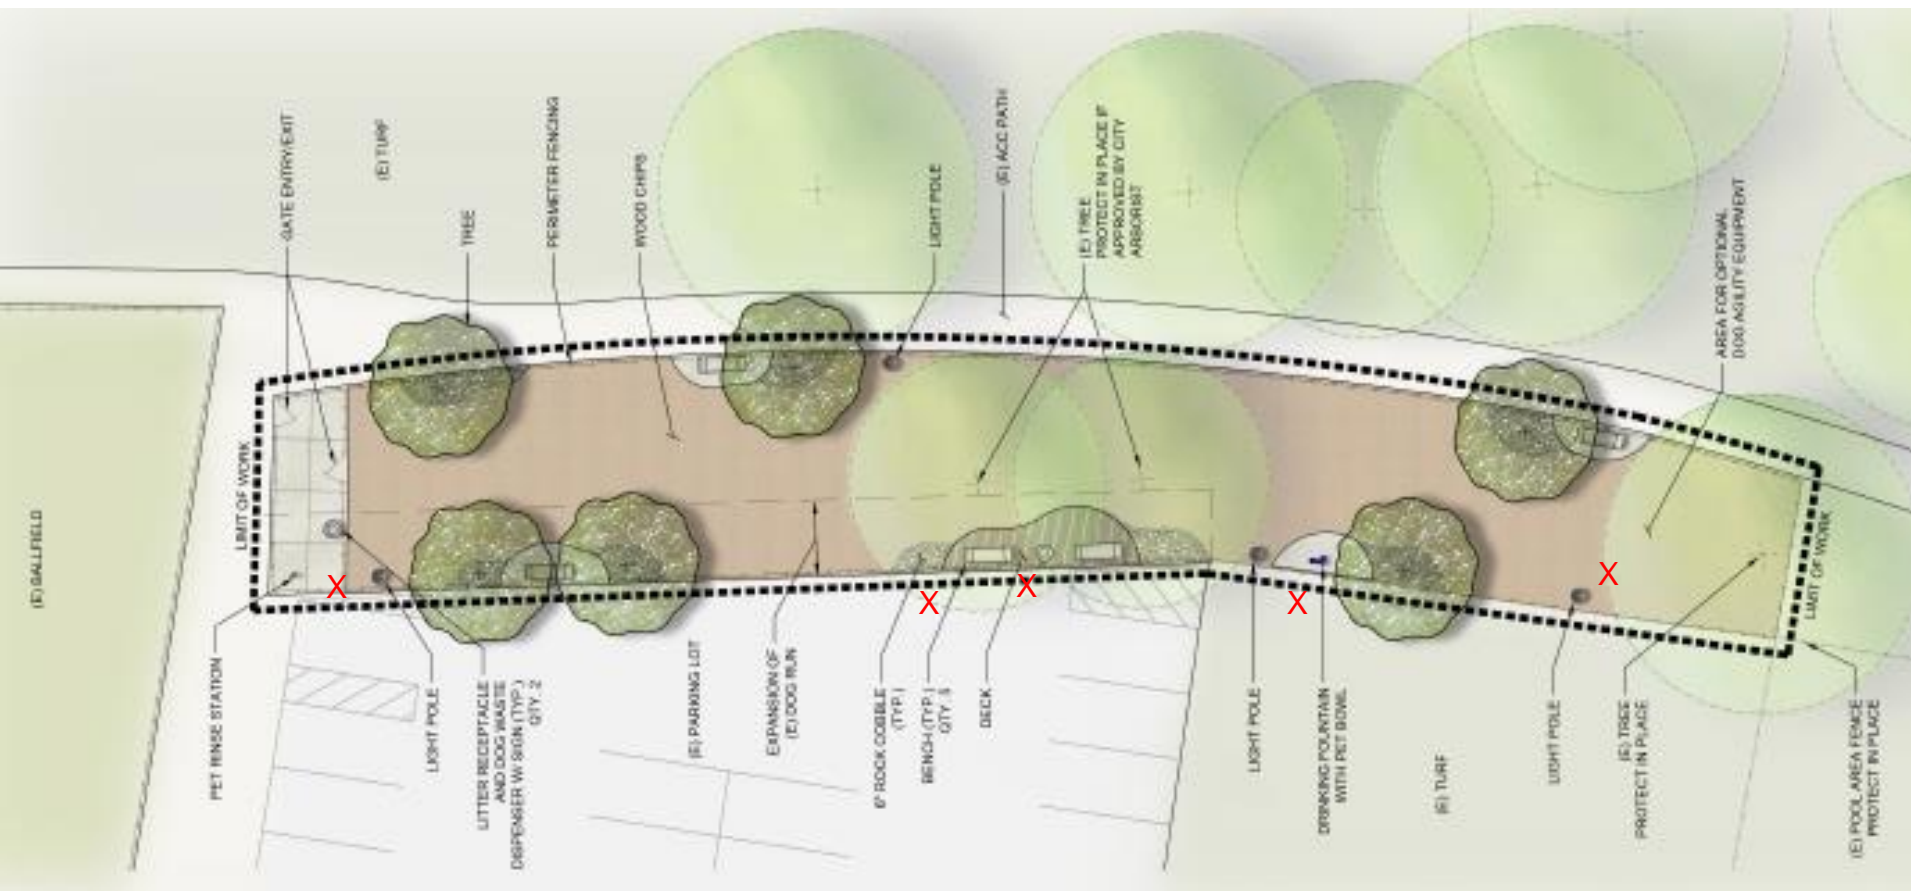 GATE ENTRY/EXIT
(E) TURF
TREE
PERIMETER FENCING
WOOD CHIPS
LIGHT POLE
(E) ACC PATH
(E) TREE
PROTECT IN PLACE IF
APPROVED BY CITY
ARBORIST
AREA FOR OPTIONAL
DOG AGILITY EQUIPMENT
(E) BALLFIELD
LIMIT OF WORK
LIMIT OF WORK
X
X
X
X
X
PET RINSE STATION
LIGHT POLE
LITTER RECEPTACLE
AND DOG WASTE
DISPENSER W/ SIGN (TYP.)
QTY. 2
(E) PARKING LOT
EXPANSION OF
(E) DOG RUN
6" ROCK COBBLE
(TYP.)
BENCH (TYP.)
QTY. 5
DECK
LIGHT POLE
DRINKING FOUNTAIN
WITH PET BOWL
(E) TURF
LIGHT POLE
(E) TREE
PROTECT IN PLACE
(E) POOL AREA FENCE
PROTECT IN PLACE